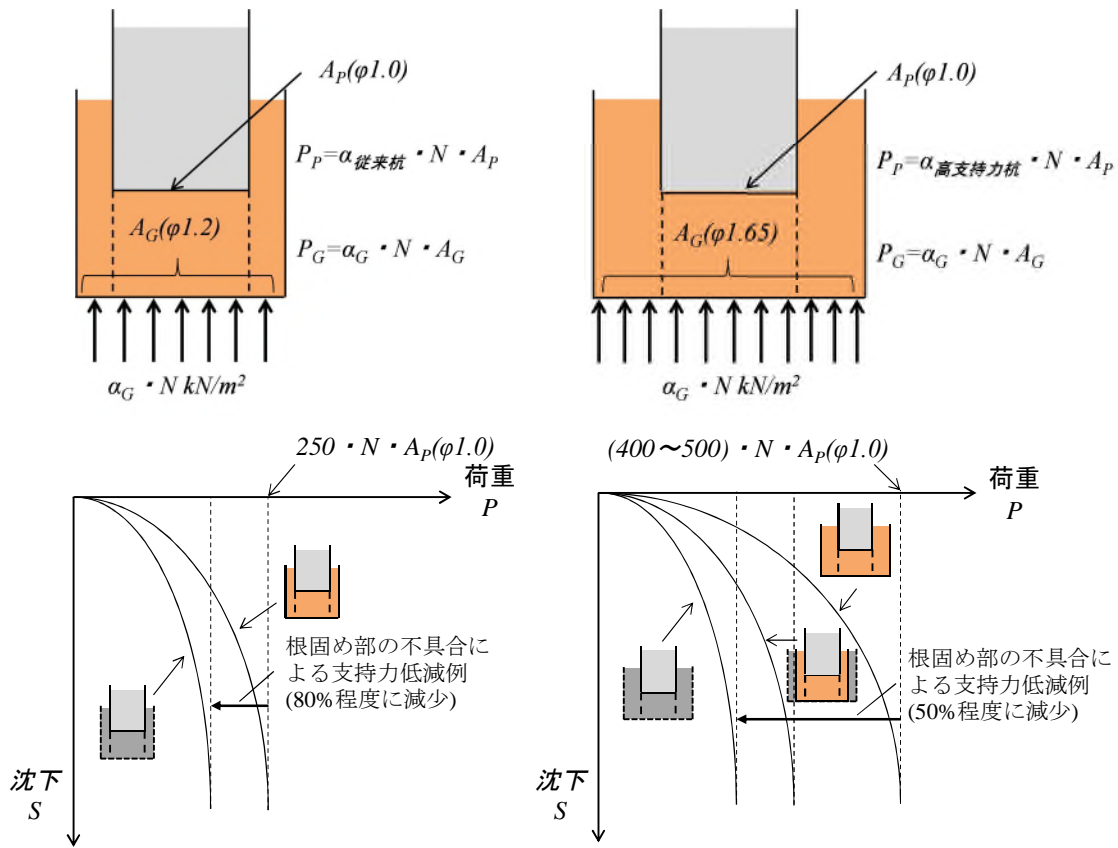 A_P(φ1.0)
P_P=α_従来杭・N・A_P
A_G(φ1.2)
P_G=α_G・N・A_G
α_G・N kN/m²
A_P(φ1.0)
P_P=α_高支持力杭・N・A_P
A_G(φ1.65)
P_G=α_G・N・A_G
α_G・N kN/m²
250・N・A_P(φ1.0)
荷重
P
根固め部の不具合に
よる支持力低減例
(80%程度に減少)
沈下
S
(400～500)・N・A_P(φ1.0)
荷重
P
根固め部の不具合に
よる支持力低減例
(50%程度に減少)
沈下
S